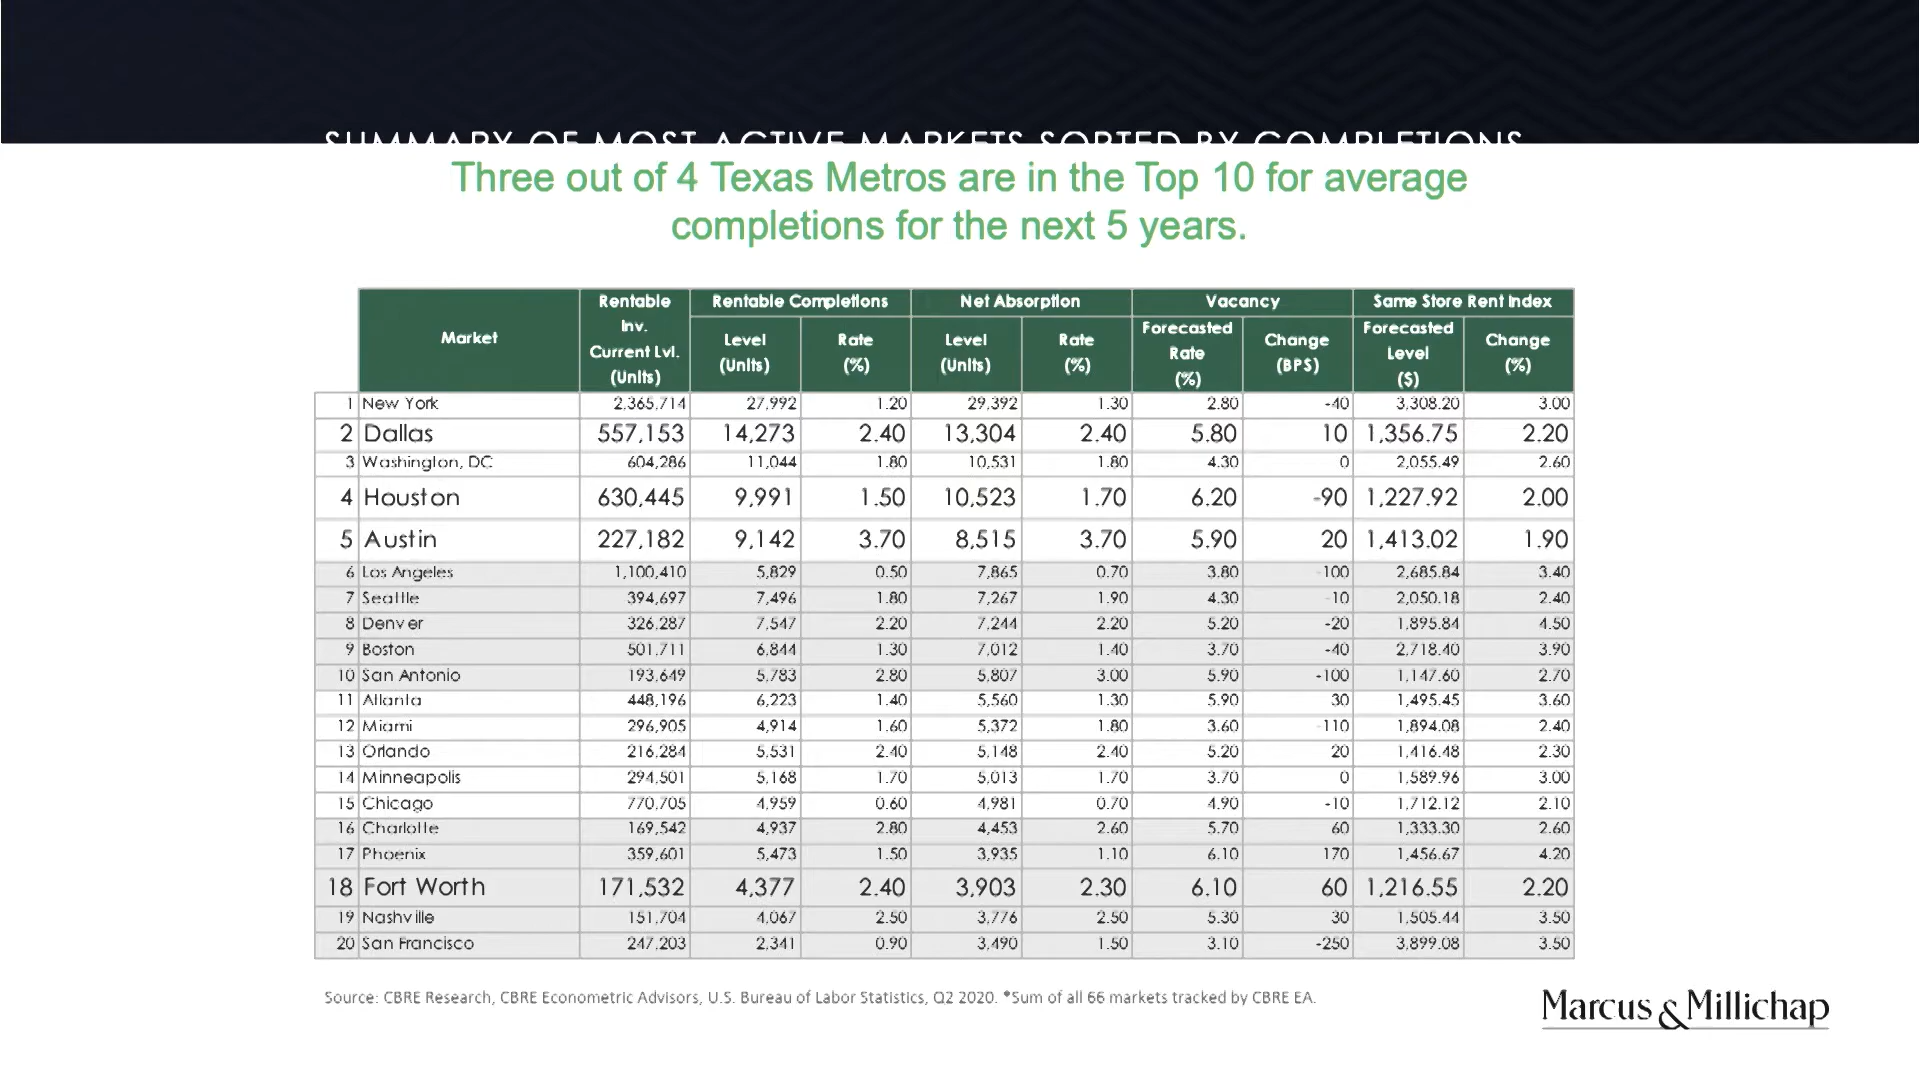 SUMMARY OF MOST ACTIVE MARKETS SORTED BY COMPLETIONS
Three out of 4 Texas Metros are in the Top 10 for average
completions for the next 5 years.
Market Rentable Inv. Current Lvl. (Units) Rentable Completions Net Absorption Vacancy Same Store Rent Index
Level (Units) Rate (%) Level (Units) Rate (%) Forecasted Rate (%) Change (BPS) Forecasted Level ($) Change (%)
1 New York 2,365,714 27,992 1.20 29,392 1.30 2.80 -40 3,308.20 3.00
2 Dallas 557,153 14,273 2.40 13,304 2.40 5.80 10 1,356.75 2.20
3 Washington, DC 604,286 11,044 1.80 10,531 1.80 4.30 0 2,055.49 2.60
4 Houston 630,445 9,991 1.50 10,523 1.70 6.20 -90 1,227.92 2.00
5 Austin 227,182 9,142 3.70 8,515 3.70 5.90 20 1,413.02 1.90
6 Los Angeles 1,100,410 5,829 0.50 7,865 0.70 3.80 -100 2,685.84 3.40
7 Seattle 394,697 7,496 1.80 7,267 1.90 4.30 -10 2,050.18 2.40
8 Denver 326,287 7,547 2.20 7,244 2.20 5.20 -20 1,895.84 4.50
9 Boston 501,711 6,844 1.30 7,012 1.40 3.70 -40 2,718.40 3.90
10 San Antonio 193,649 5,783 2.80 5,807 3.00 5.90 -100 1,147.60 2.70
11 Atlanta 448,196 6,223 1.40 5,560 1.30 5.90 30 1,495.45 3.60
12 Miami 296,905 4,914 1.60 5,372 1.80 3.60 -110 1,894.08 2.40
13 Orlando 216,284 5,531 2.40 5,148 2.40 5.20 20 1,416.48 2.30
14 Minneapolis 294,501 5,168 1.70 5,013 1.70 3.70 0 1,589.96 3.00
15 Chicago 770,705 4,959 0.60 4,981 0.70 4.90 -10 1,712.12 2.10
16 Charlotte 169,542 4,937 2.80 4,453 2.60 5.70 60 1,333.30 2.60
17 Phoenix 359,601 5,473 1.50 3,935 1.10 6.10 170 1,456.67 4.20
18 Fort Worth 171,532 4,377 2.40 3,903 2.30 6.10 60 1,216.55 2.20
19 Nashville 151,704 4,067 2.50 3,776 2.50 5.30 30 1,505.44 3.50
20 San Francisco 247,203 2,341 0.90 3,490 1.50 3.10 -250 3,899.08 3.50
Source: CBRE Research, CBRE Econometric Advisors, U.S. Bureau of Labor Statistics, Q2 2020. *Sum of all 66 markets tracked by CBRE EA.
Marcus & Millichap